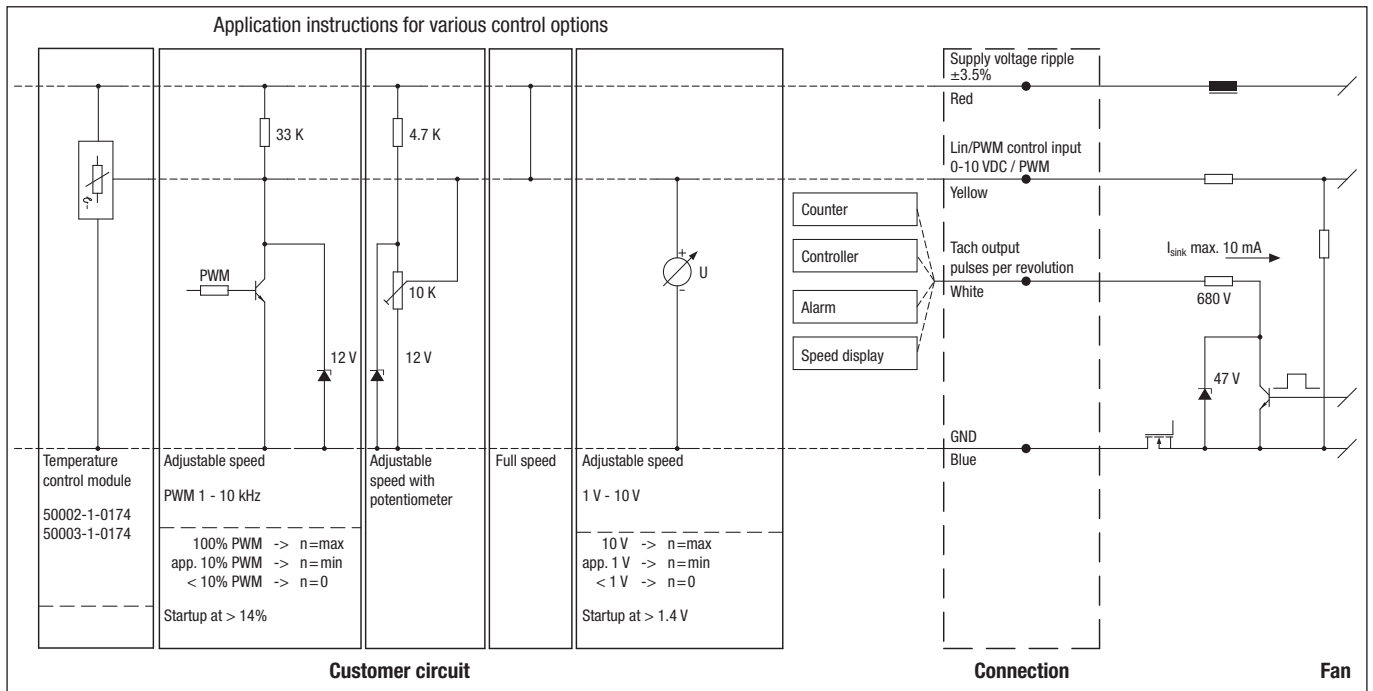 Application instructions for various control options
Supply voltage ripple
±3.5%
Red
33 K
4.7 K
Lin/PWM control input
0-10 VDC / PWM
Yellow
Counter
Controller
Alarm
Speed display
Tach output
pulses per revolution
White
Isink max. 10 mA
680 V
PWM
10 K
U
+
−
12 V
12 V
47 V
GND
Blue
Temperature
control module
50002-1-0174
50003-1-0174
Adjustable speed
PWM 1 - 10 kHz
100% PWM -> n=max
app. 10% PWM -> n=min
< 10% PWM -> n=0
Startup at > 14%
Adjustable
speed with
potentiometer
Full speed
Adjustable speed
1 V - 10 V
10 V -> n=max
app. 1 V -> n=min
< 1 V -> n=0
Startup at > 1.4 V
Customer circuit
Connection
Fan